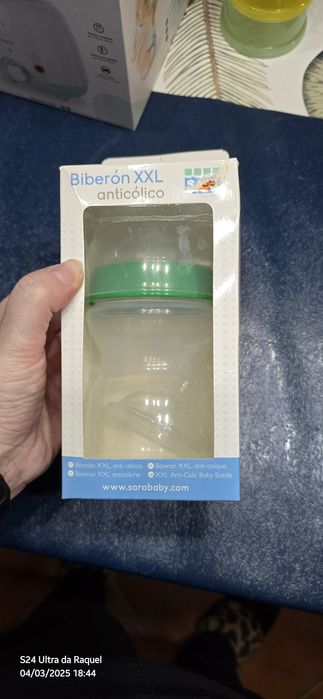 Biberón XXL
anticólico
Biberão XXL, anti cólicas
Biberon XXL, anti-colique
Biberon XXL anticoliche
XXL Anti-Colic Baby Bottle
www.sarobaby.com
S24 Ultra da Raquel
04/03/2025 18:44